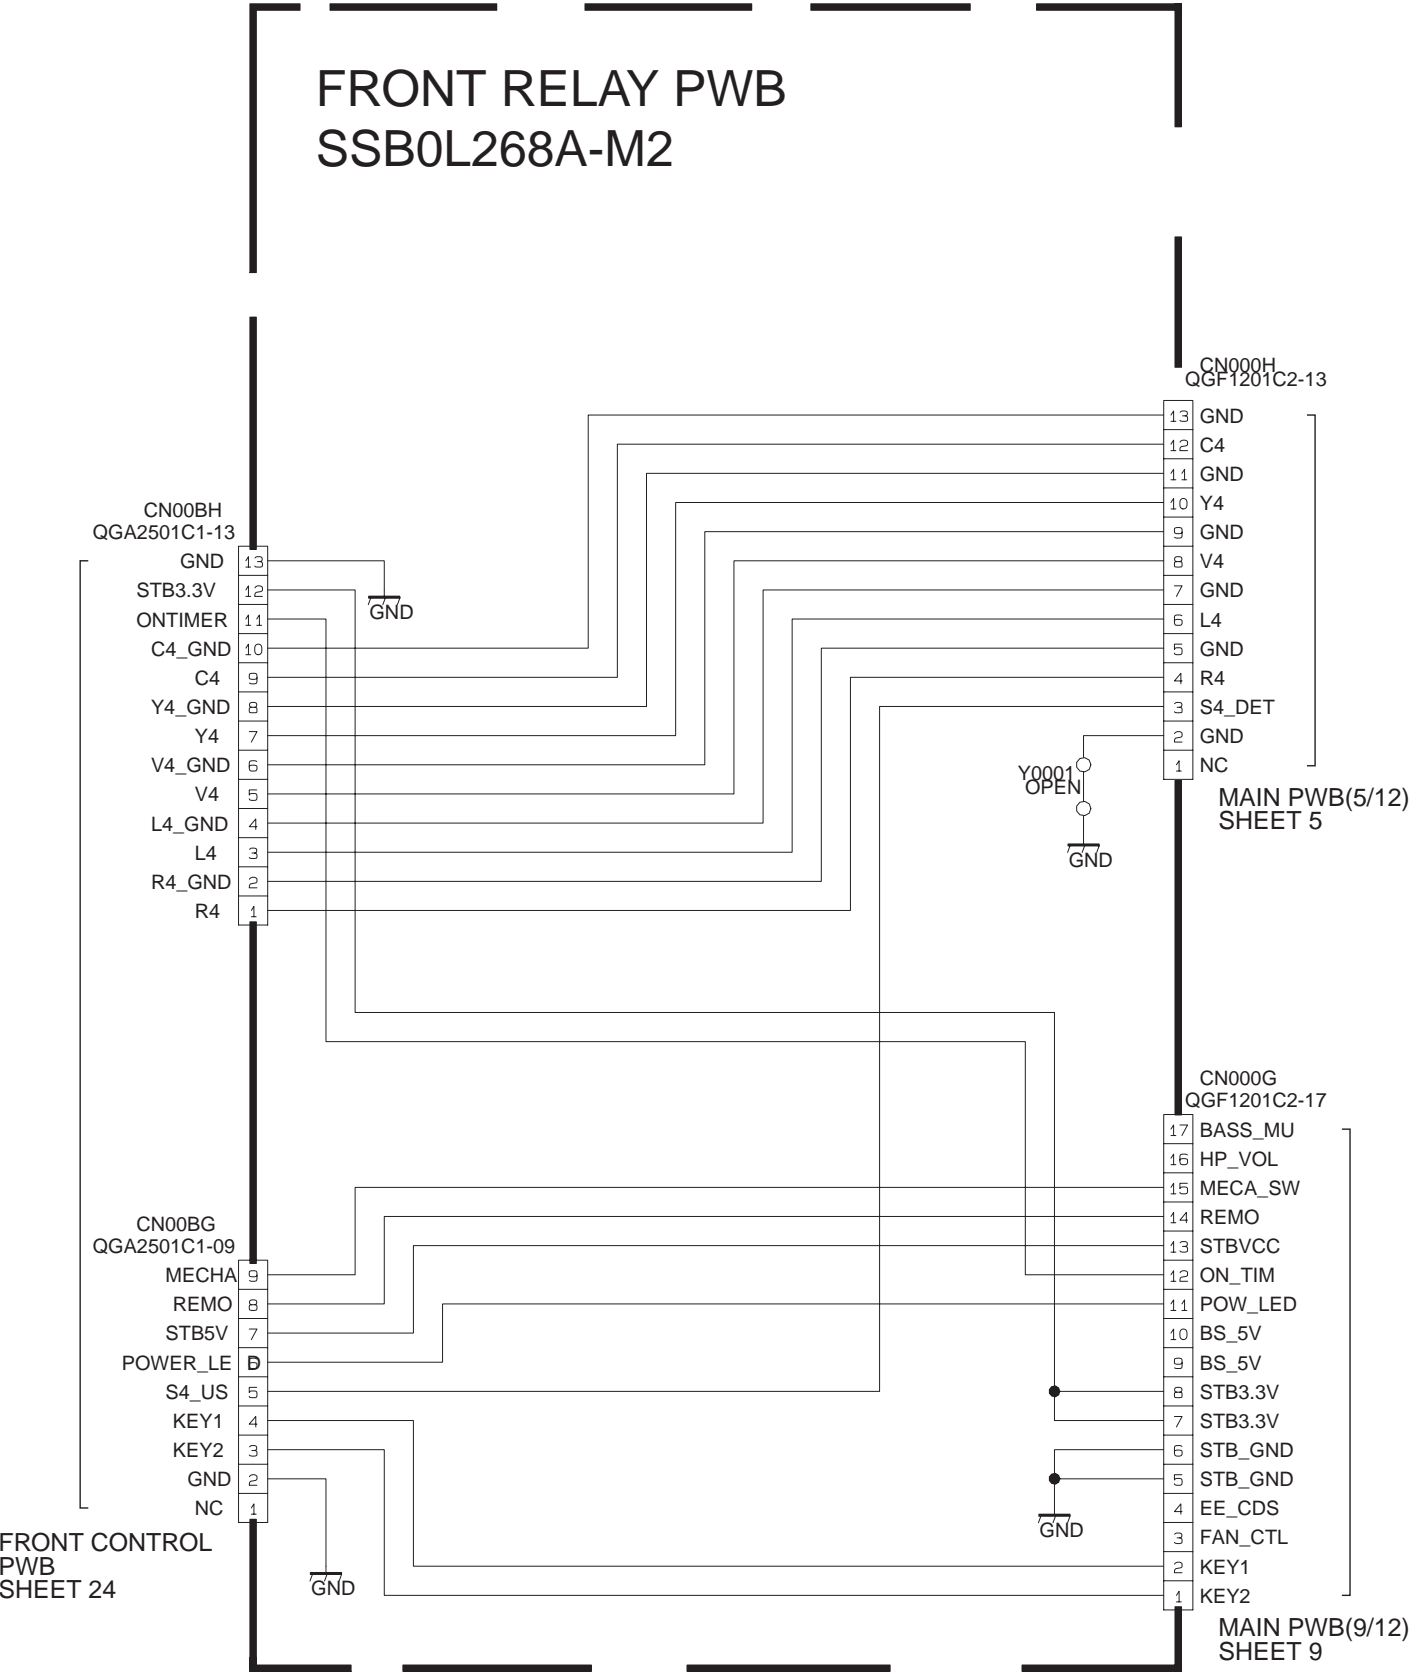 FRONT RELAY PWB
SSB0L268A-M2
CN000H
QGF1201C2-13
13 GND
12 C4
11 GND
10 Y4
9 GND
8 V4
7 GND
6 L4
5 GND
4 R4
3 S4_DET
2 GND
1 NC
MAIN PWB(5/12)
SHEET 5
Y0001
OPEN
GND
CN00BH
QGA2501C1-13
GND 13
STB3.3V 12
ONTIMER 11
C4_GND 10
C4 9
Y4_GND 8
Y4 7
V4_GND 6
V4 5
L4_GND 4
L4 3
R4_GND 2
R4 1
GND
CN000G
QGF1201C2-17
17 BASS_MU
16 HP_VOL
15 MECA_SW
14 REMO
13 STBVCC
12 ON_TIM
11 POW_LED
10 BS_5V
9 BS_5V
8 STB3.3V
7 STB3.3V
6 STB_GND
5 STB_GND
4 EE_CDS
3 FAN_CTL
2 KEY1
1 KEY2
GND
MAIN PWB(9/12)
SHEET 9
CN00BG
QGA2501C1-09
MECHA 9
REMO 8
STB5V 7
POWER_LED 6
S4_US 5
KEY1 4
KEY2 3
GND 2
NC 1
GND
FRONT CONTROL
PWB
SHEET 24